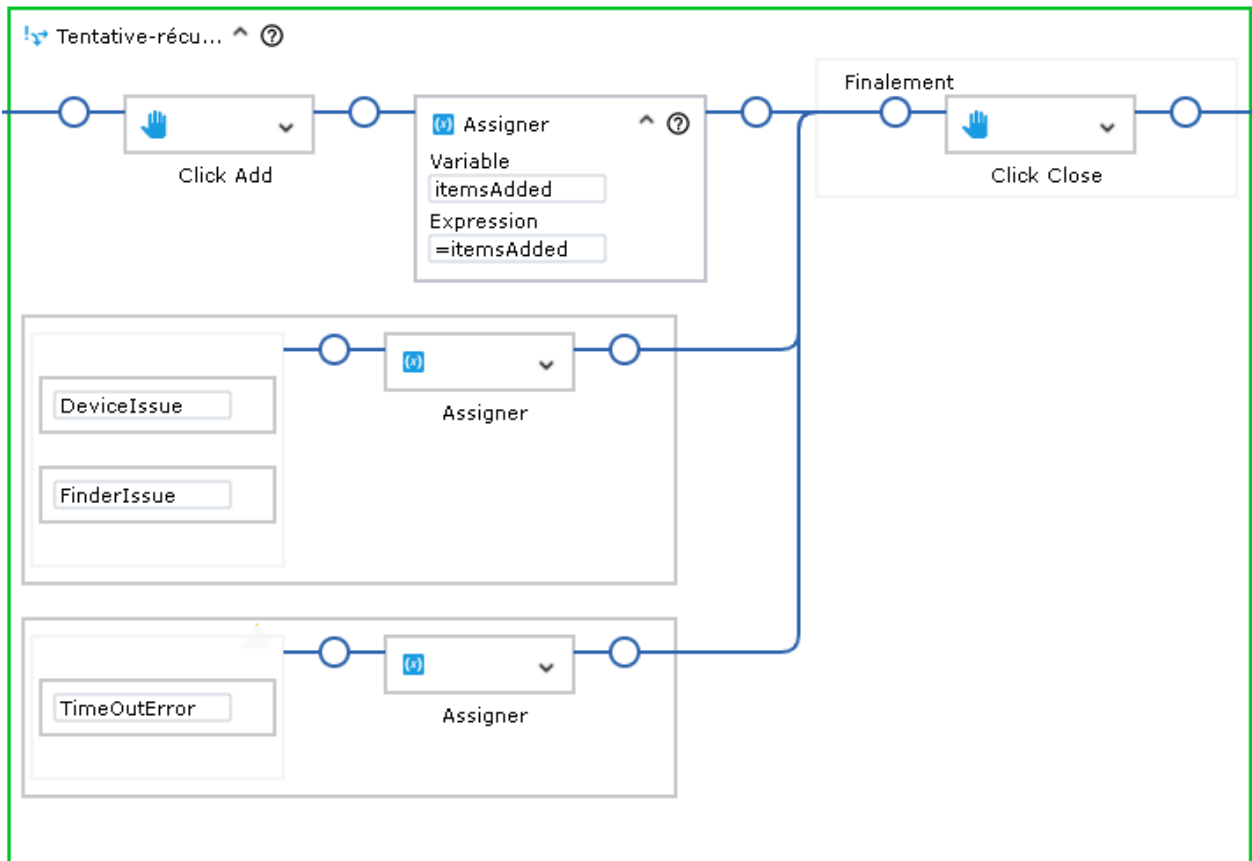 Tentative-récu...
Finalement
Click Add
Assigner
Variable
itemsAdded
Expression
=itemsAdded
Click Close
DeviceIssue
FinderIssue
Assigner
TimeOutError
Assigner